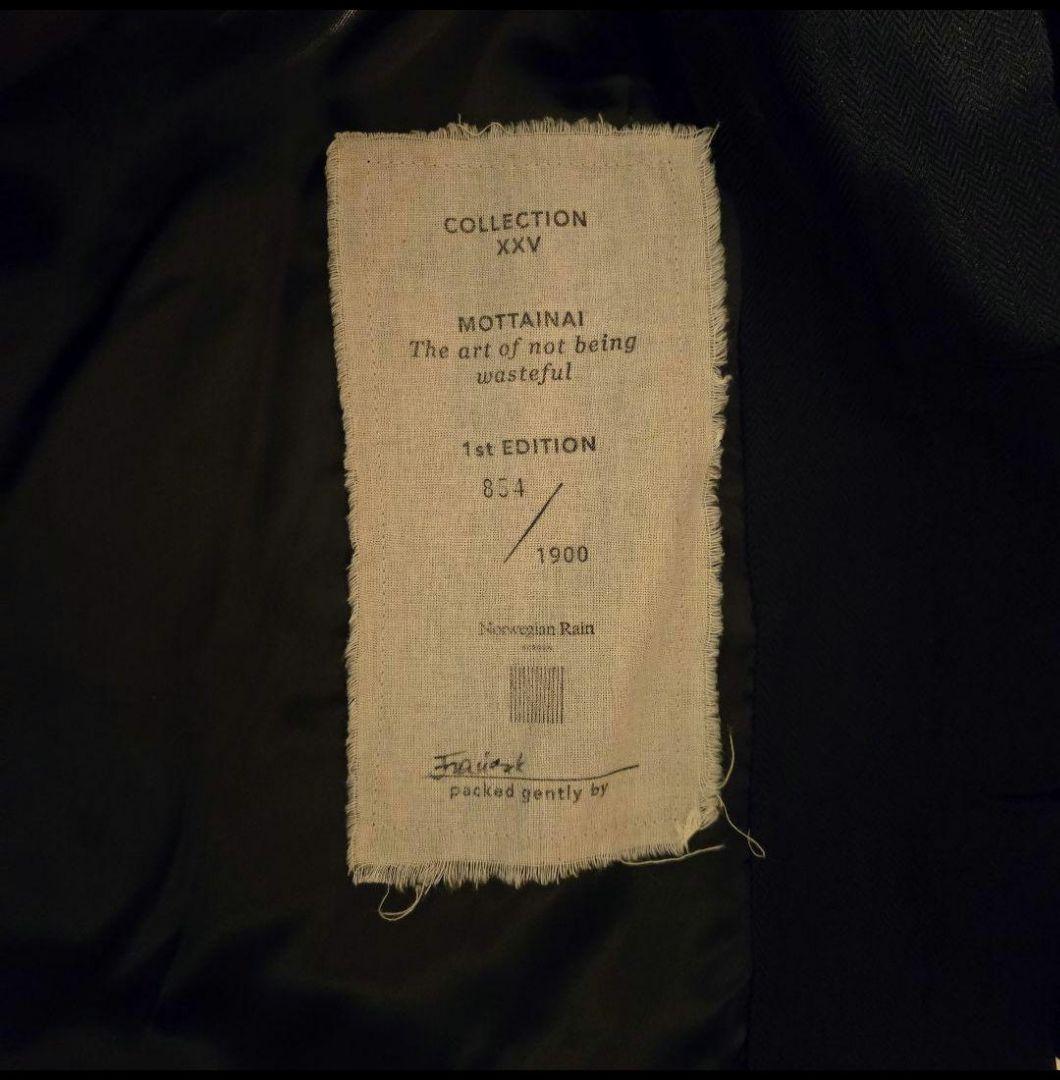 COLLECTION
XXV
MOTTAINAI
The art of not being
wasteful
1st EDITION
854
/
1900
Norwegian Rain
packed gently by